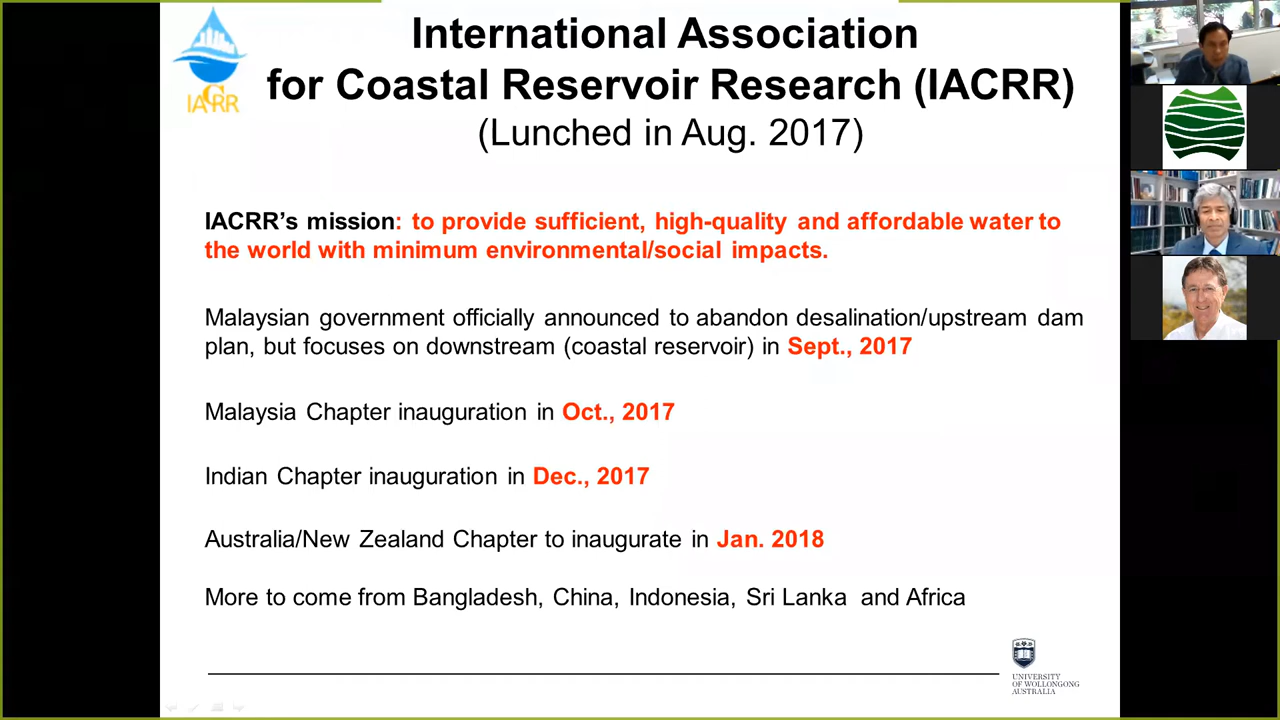 International Association
for Coastal Reservoir Research (IACRR)
(Lunched in Aug. 2017)
IACRR
IACRR’s mission: to provide sufficient, high-quality and affordable water to
the world with minimum environmental/social impacts.
Malaysian government officially announced to abandon desalination/upstream dam
plan, but focuses on downstream (coastal reservoir) in Sept., 2017
Malaysia Chapter inauguration in Oct., 2017
Indian Chapter inauguration in Dec., 2017
Australia/New Zealand Chapter to inaugurate in Jan. 2018
More to come from Bangladesh, China, Indonesia, Sri Lanka and Africa
UNIVERSITY
OF WOLLONGONG
AUSTRALIA